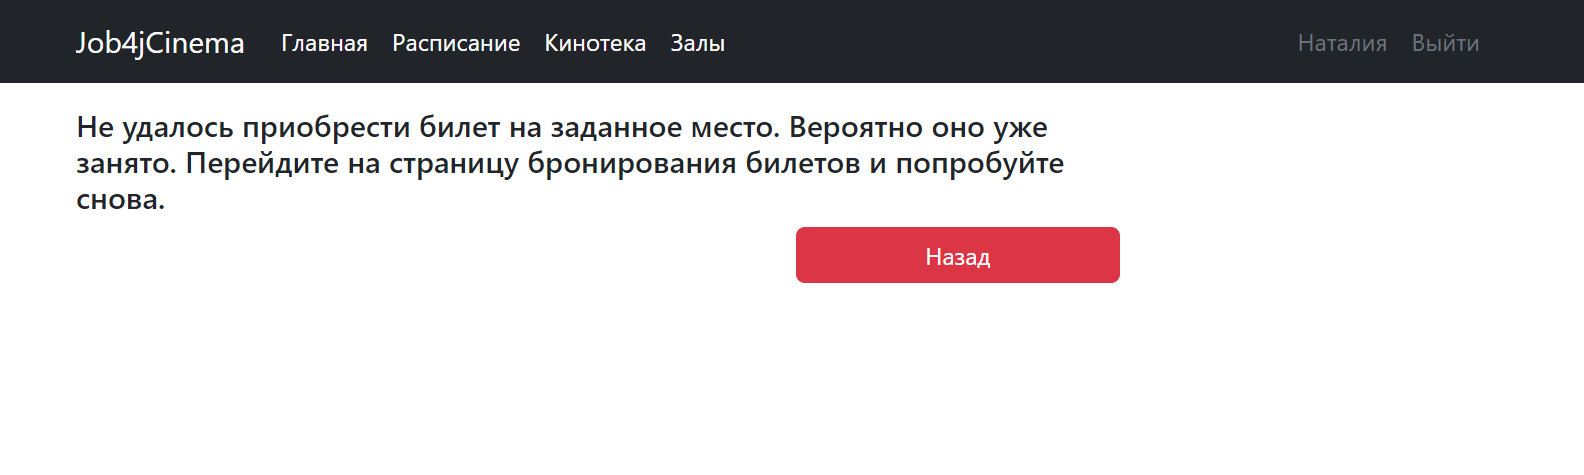 Job4jCinema Главная Расписание Кинотека Залы Наталия Выйти
Не удалось приобрести билет на заданное место. Вероятно оно уже
занято. Перейдите на страницу бронирования билетов и попробуйте
снова.
Назад